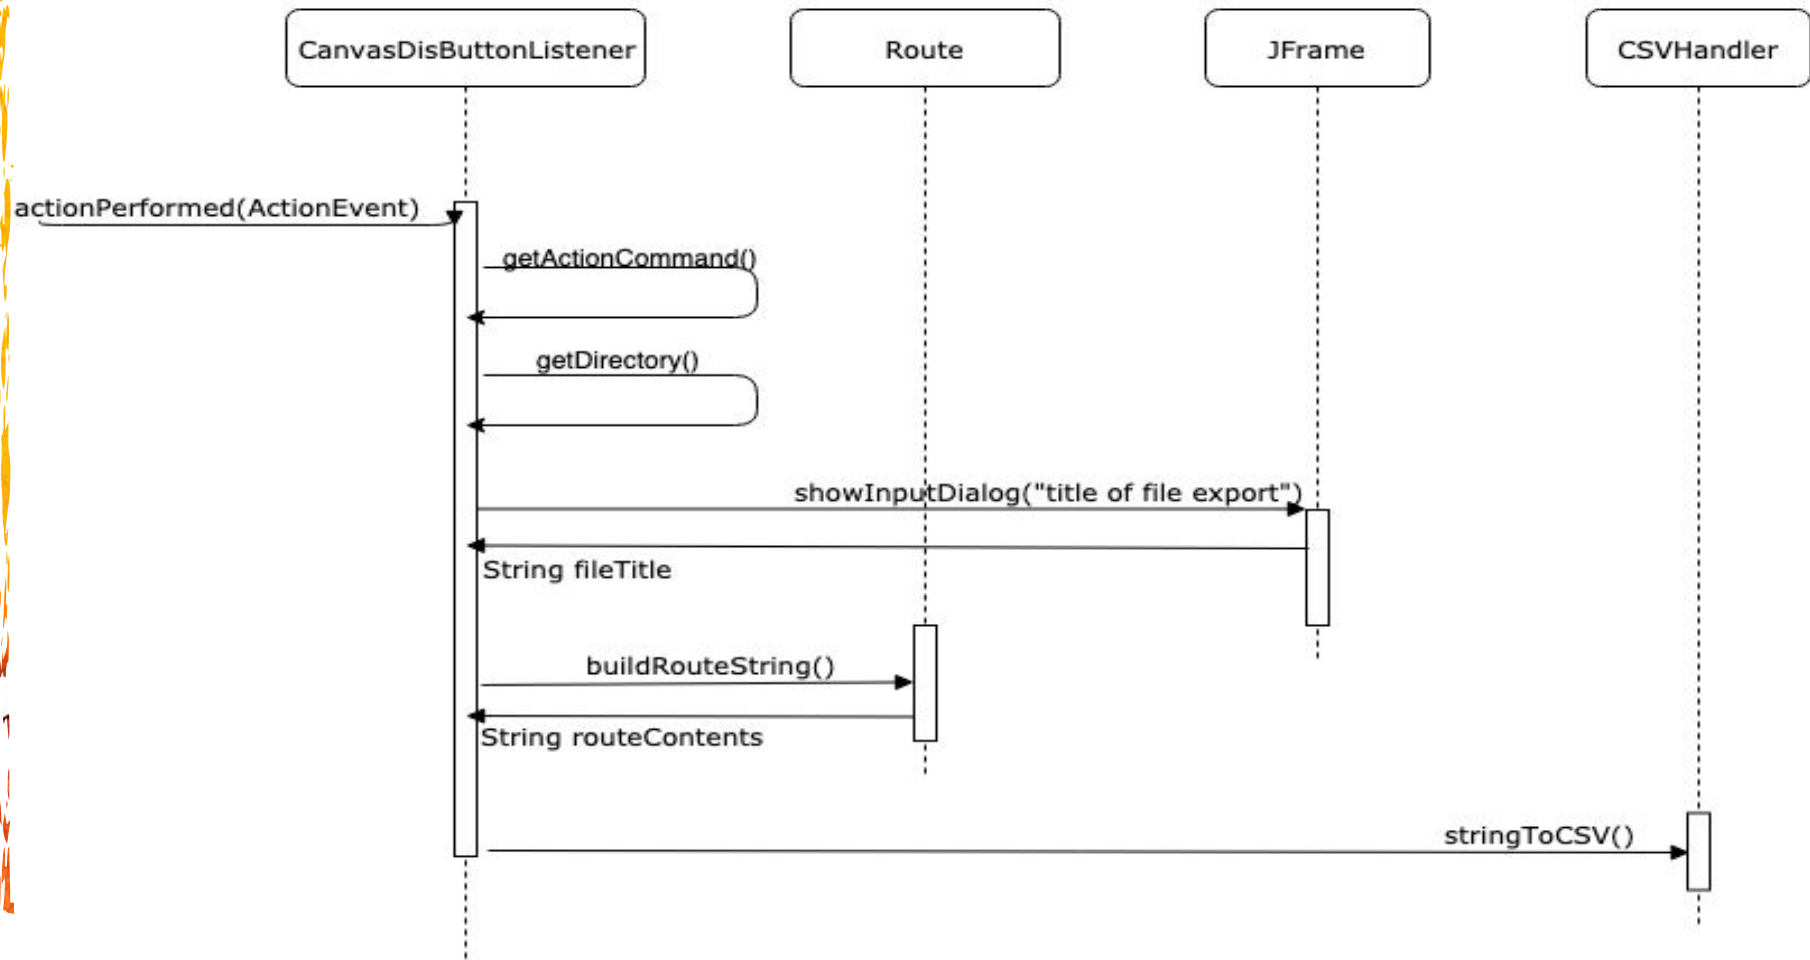 CanvasDisButtonListener
Route
JFrame
CSVHandler
actionPerformed(ActionEvent)
getActionCommand()
getDirectory()
showInputDialog("title of file export")
String fileTitle
buildRouteString()
String routeContents
stringToCSV()